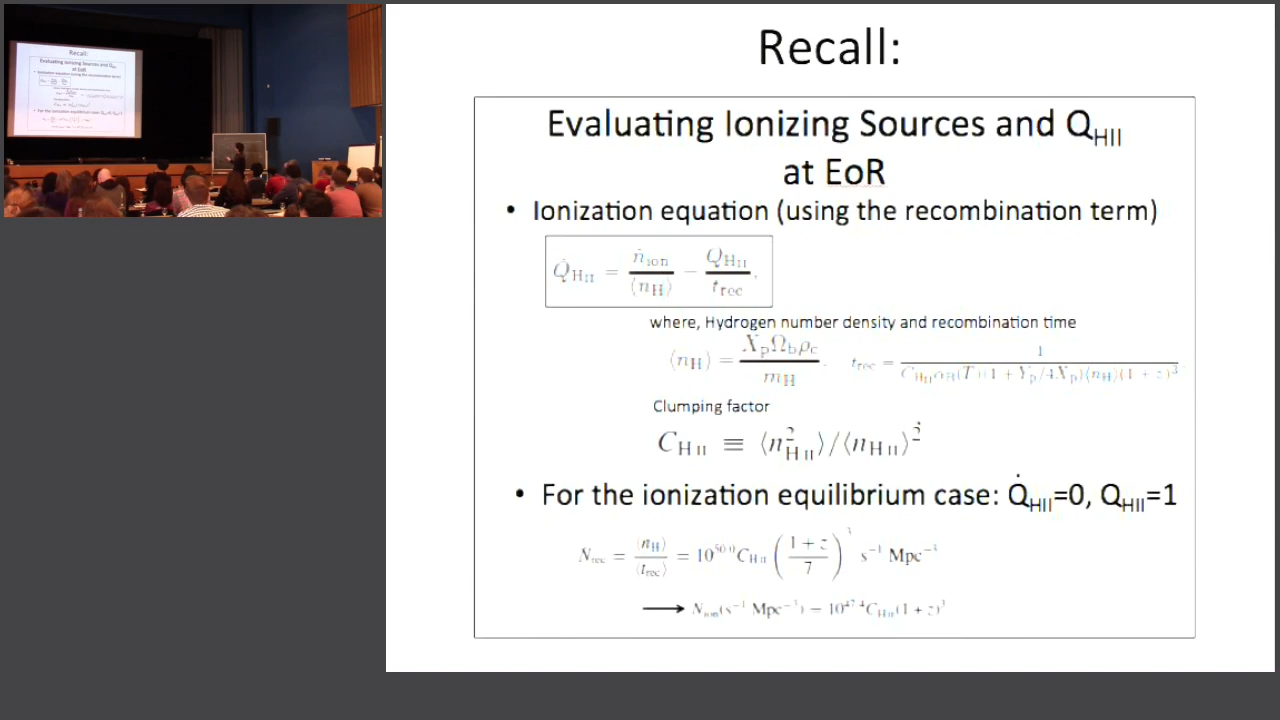 Recall:
Evaluating Ionizing Sources and Q_HII
at EoR
• Ionization equation (using the recombination term)
Q̇_HII = ṅ_ion / ⟨n_H⟩ − Q_HII / t_rec,
where, Hydrogen number density and recombination time
⟨n_H⟩ = X_p Ω_b ρ_c / m_H, t_rec = 1 / C_HII α_B(T)(1 + Y_p/4X_p)⟨n_H⟩(1 + z)^3
Clumping factor
C_HII ≡ ⟨n_HII^2⟩/⟨n_HII⟩^2
• For the ionization equilibrium case: Q̇_HII=0, Q_HII=1
N_rec = ⟨n_H⟩ / ⟨t_rec⟩ = 10^50.0 C_HII ((1 + z) / 7)^3 s^−1 Mpc^−3
→ N_ion(s^−1 Mpc^−3) = 10^47.4 C_HII(1 + z)^3